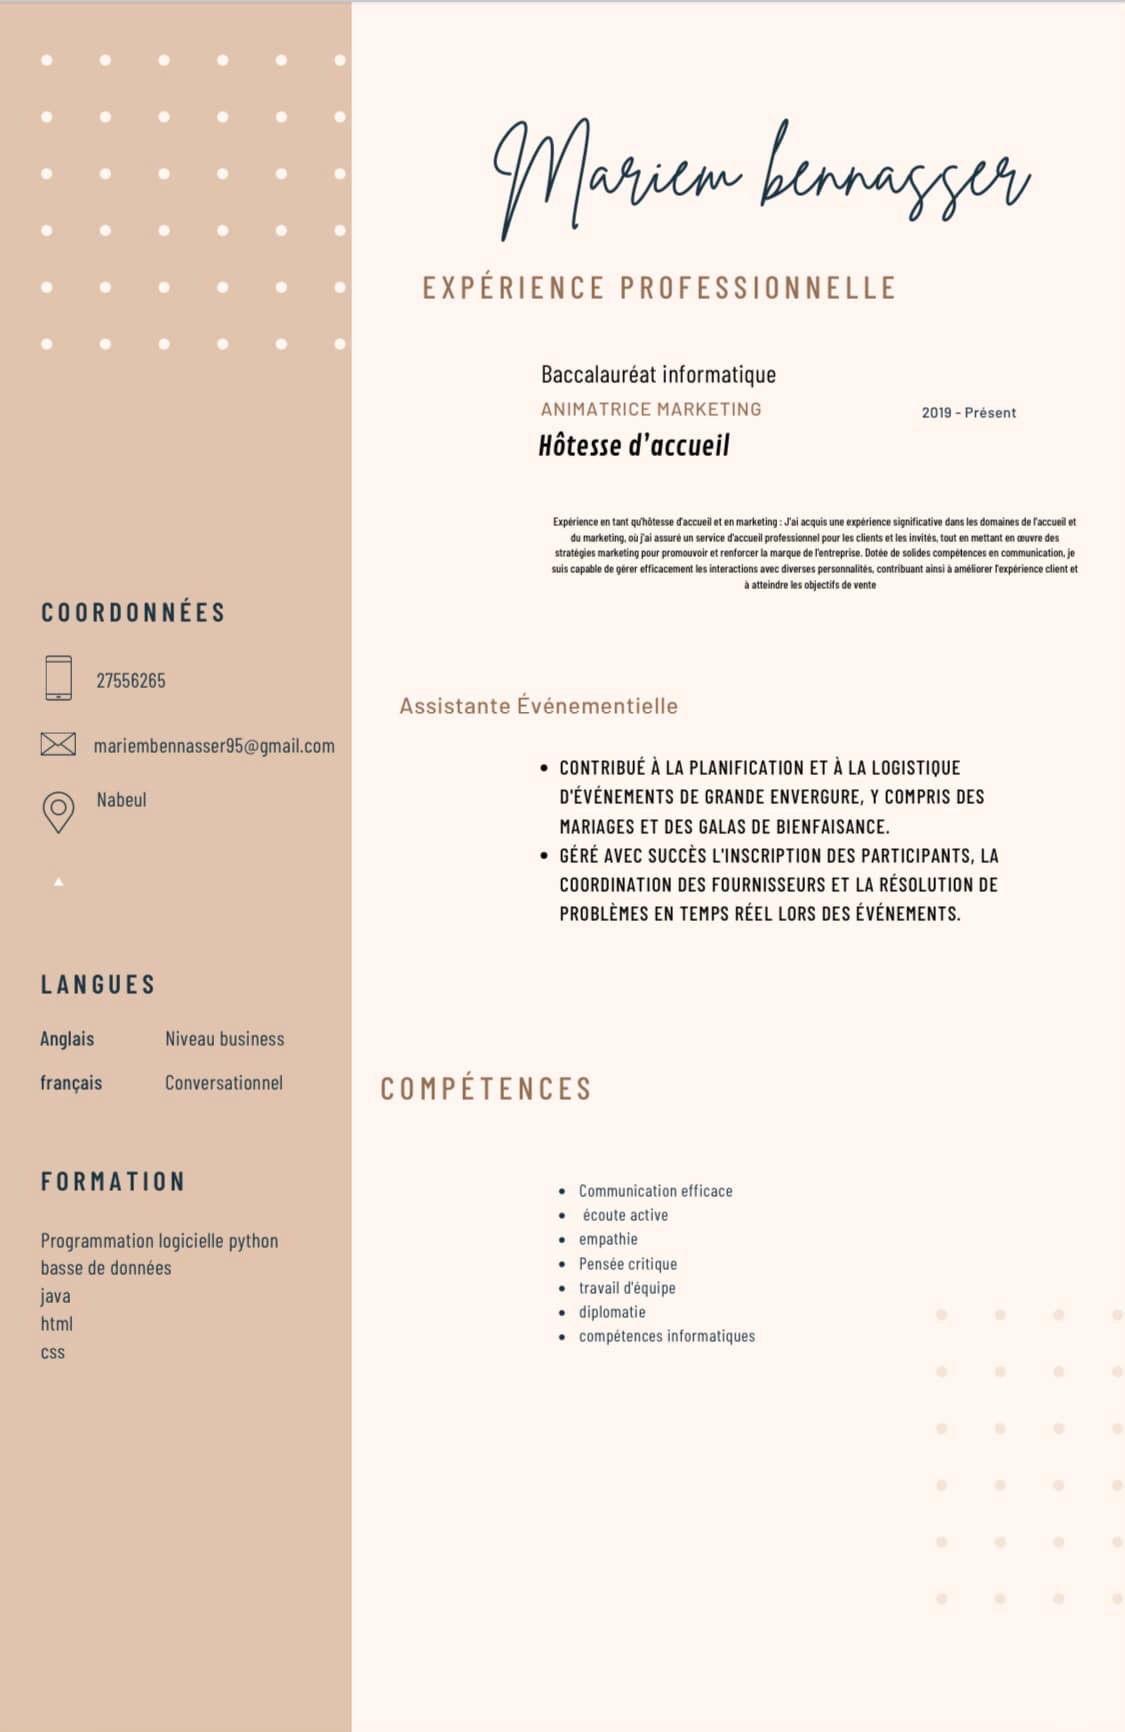 Mariem bennasser
EXPÉRIENCE PROFESSIONNELLE
Baccalauréat informatique
ANIMATRICE MARKETING
2019 - Présent
Hôtesse d'accueil
Expérience en tant qu'hôtesse d'accueil et en marketing : J'ai acquis une expérience significative dans les domaines de l'accueil et
du marketing, où j'ai assuré un service d'accueil professionnel pour les clients et les invités, tout en mettant en œuvre des
stratégies marketing pour promouvoir et renforcer la marque de l'entreprise. Dotée de solides compétences en communication, je
suis capable de gérer efficacement les interactions avec diverses personnalités, contribuant ainsi à améliorer l'expérience client et
à atteindre les objectifs de vente
Assistante Événementielle
• CONTRIBUÉ À LA PLANIFICATION ET À LA LOGISTIQUE
D'ÉVÉNEMENTS DE GRANDE ENVERGURE, Y COMPRIS DES
MARIAGES ET DES GALAS DE BIENFAISANCE.
• GÉRÉ AVEC SUCCÈS L'INSCRIPTION DES PARTICIPANTS, LA
COORDINATION DES FOURNISSEURS ET LA RÉSOLUTION DE
PROBLÈMES EN TEMPS RÉEL LORS DES ÉVÉNEMENTS.
COMPÉTENCES
• Communication efficace
• écoute active
• empathie
• Pensée critique
• travail d'équipe
• diplomatie
• compétences informatiques
COORDONNÉES
27556265
mariembennasser95@gmail.com
Nabeul
LANGUES
Anglais Niveau business
français Conversationnel
FORMATION
Programmation logicielle python
basse de données
java
html
css